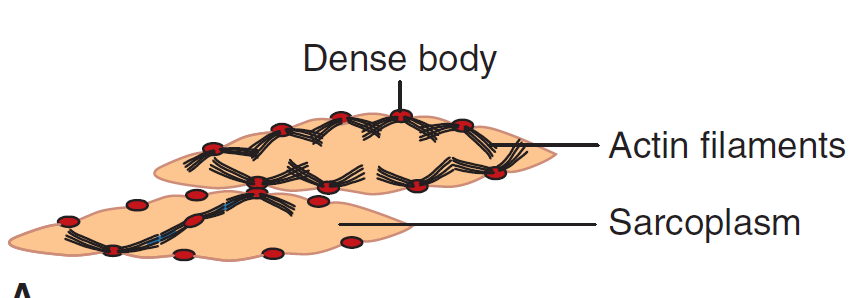 Dense body
Actin filaments
Sarcoplasm
A